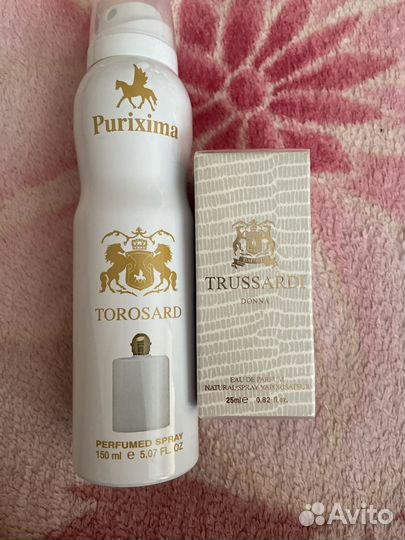 Purixima
TOROSARD
PERFUMED SPRAY
150 ml e 5.07 FL. OZ
TRUSSARDI
DONNA
EAU DE PARFUM
NATURAL SPRAY VAPORISATEUR
25ml e 0.82 fl.oz.
Avito